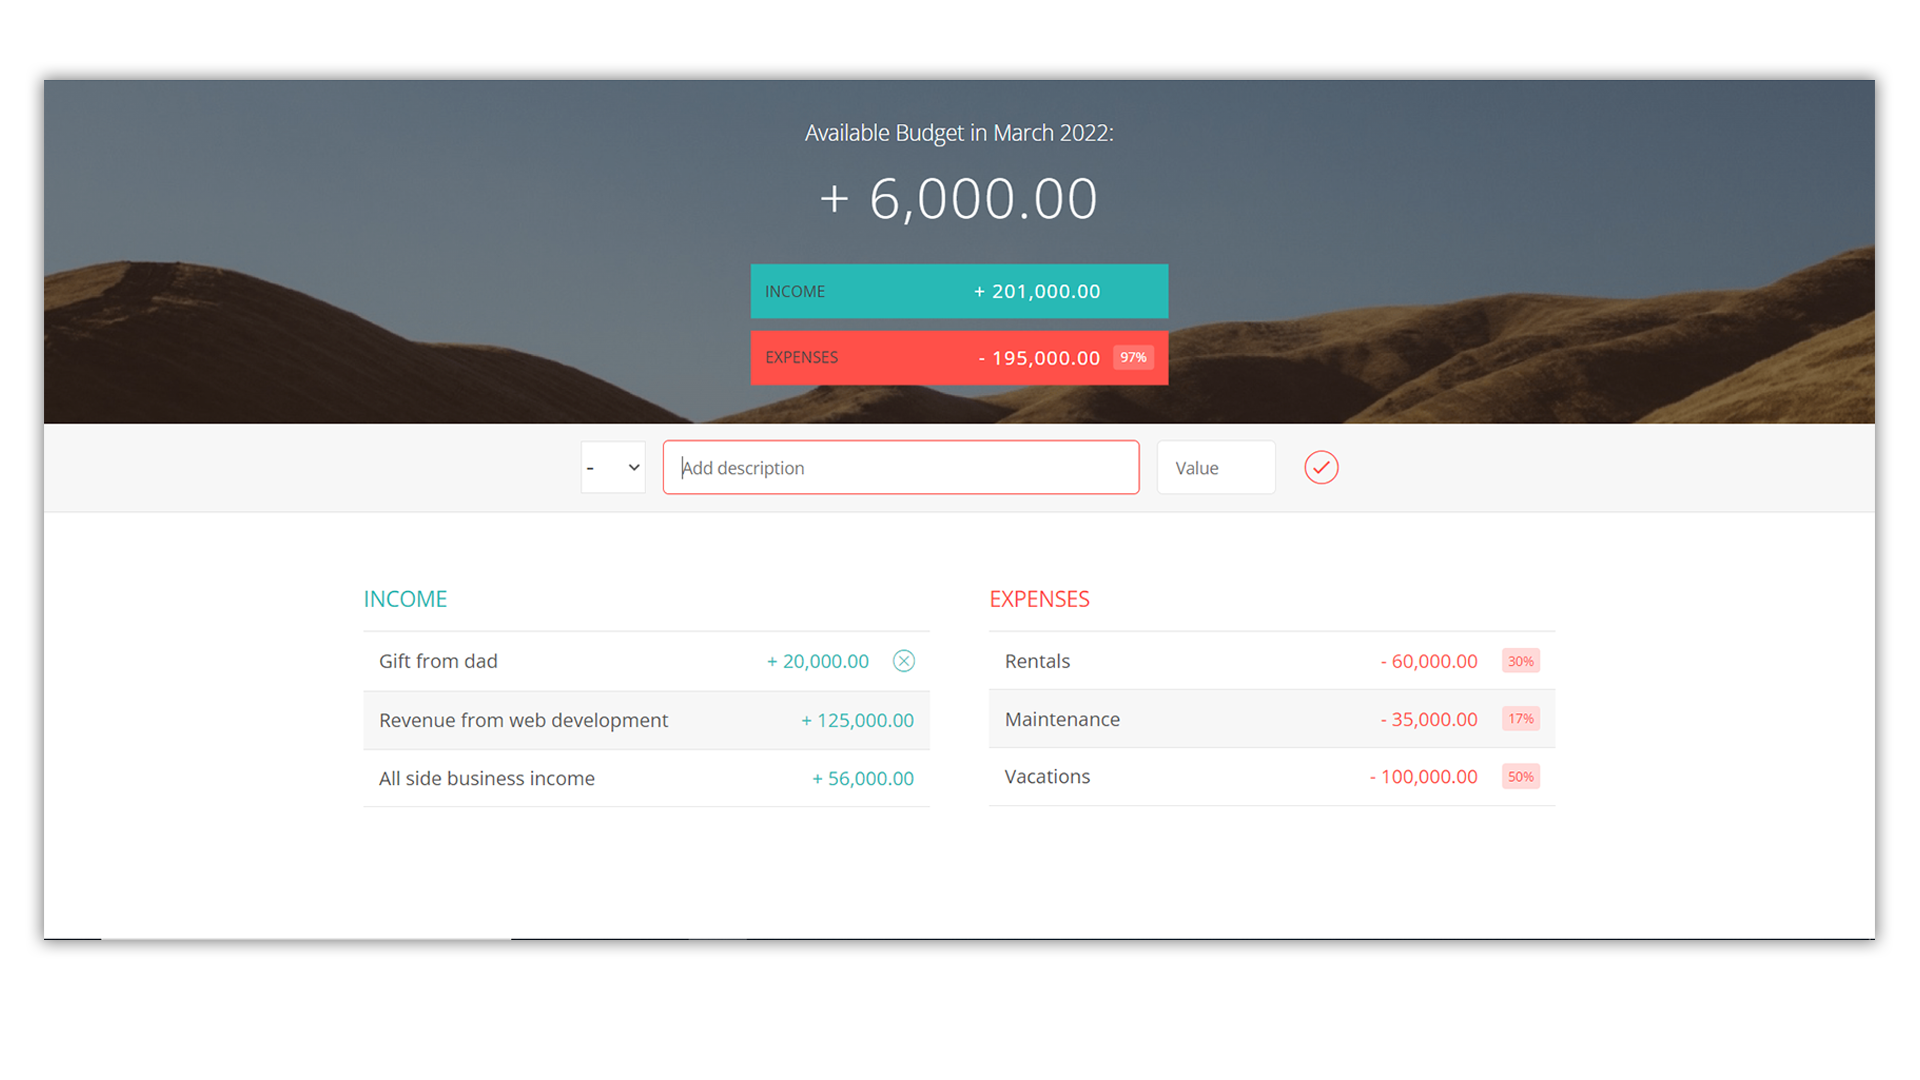 Available Budget in March 2022:
+ 6,000.00
INCOME + 201,000.00
EXPENSES - 195,000.00 97%
- Add description Value
INCOME
Gift from dad + 20,000.00
Revenue from web development + 125,000.00
All side business income + 56,000.00
EXPENSES
Rentals - 60,000.00 30%
Maintenance - 35,000.00 17%
Vacations - 100,000.00 50%